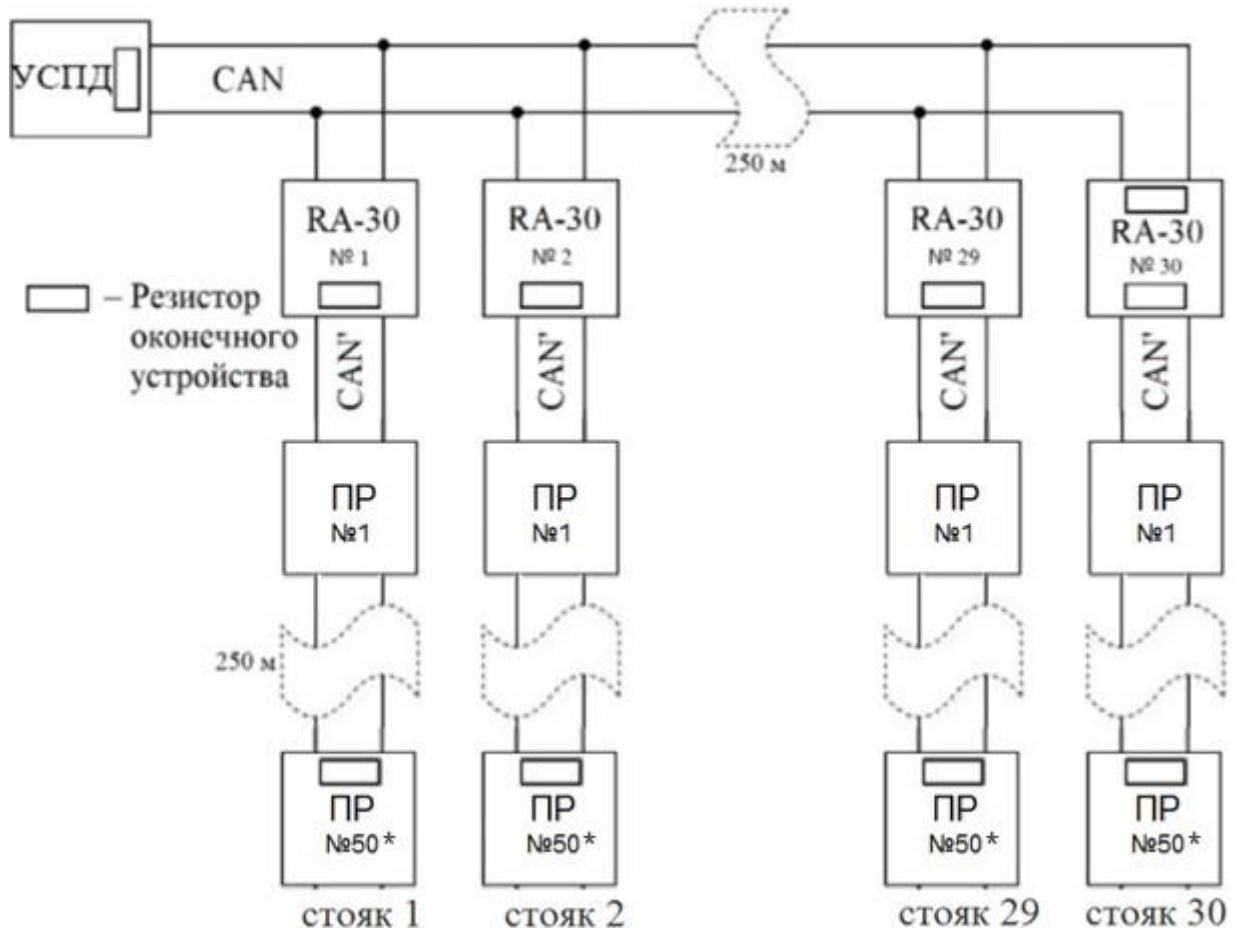 УСПД
CAN
250 м
RA-30
№ 1
RA-30
№ 2
RA-30
№ 29
RA-30
№ 30
– Резистор
оконечного
устройства
CAN'
CAN'
CAN'
CAN'
ПР
№1
ПР
№1
ПР
№1
ПР
№1
250 м
ПР
№50*
ПР
№50*
ПР
№50*
ПР
№50*
стояк 1
стояк 2
стояк 29
стояк 30